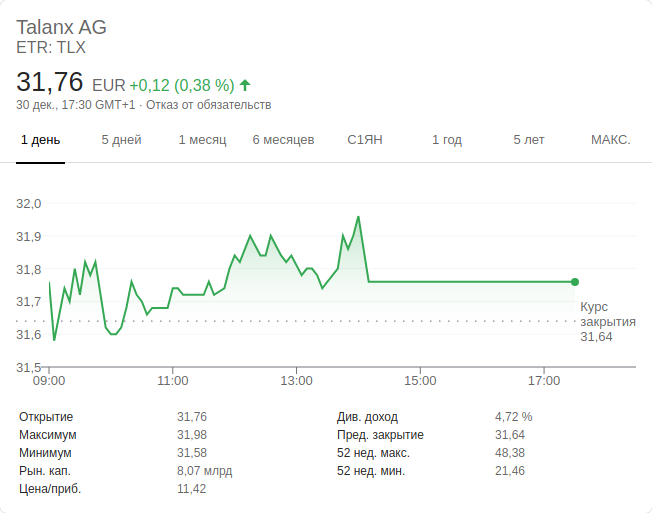 Talanx AG
ETR: TLX
31,76 EUR +0,12 (0,38 %)
30 дек., 17:30 GMT+1 · Отказ от обязательств
1 день 5 дней 1 месяц 6 месяцев С1ЯН 1 год 5 лет МАКС.
32,0
31,9
31,8
31,7
31,6
31,5
Курс
закрытия
31,64
09:00 11:00 13:00 15:00 17:00
Открытие 31,76 Див. доход 4,72 %
Максимум 31,98 Пред. закрытие 31,64
Минимум 31,58 52 нед. макс. 48,38
Рын. кап. 8,07 млрд 52 нед. мин. 21,46
Цена/приб. 11,42